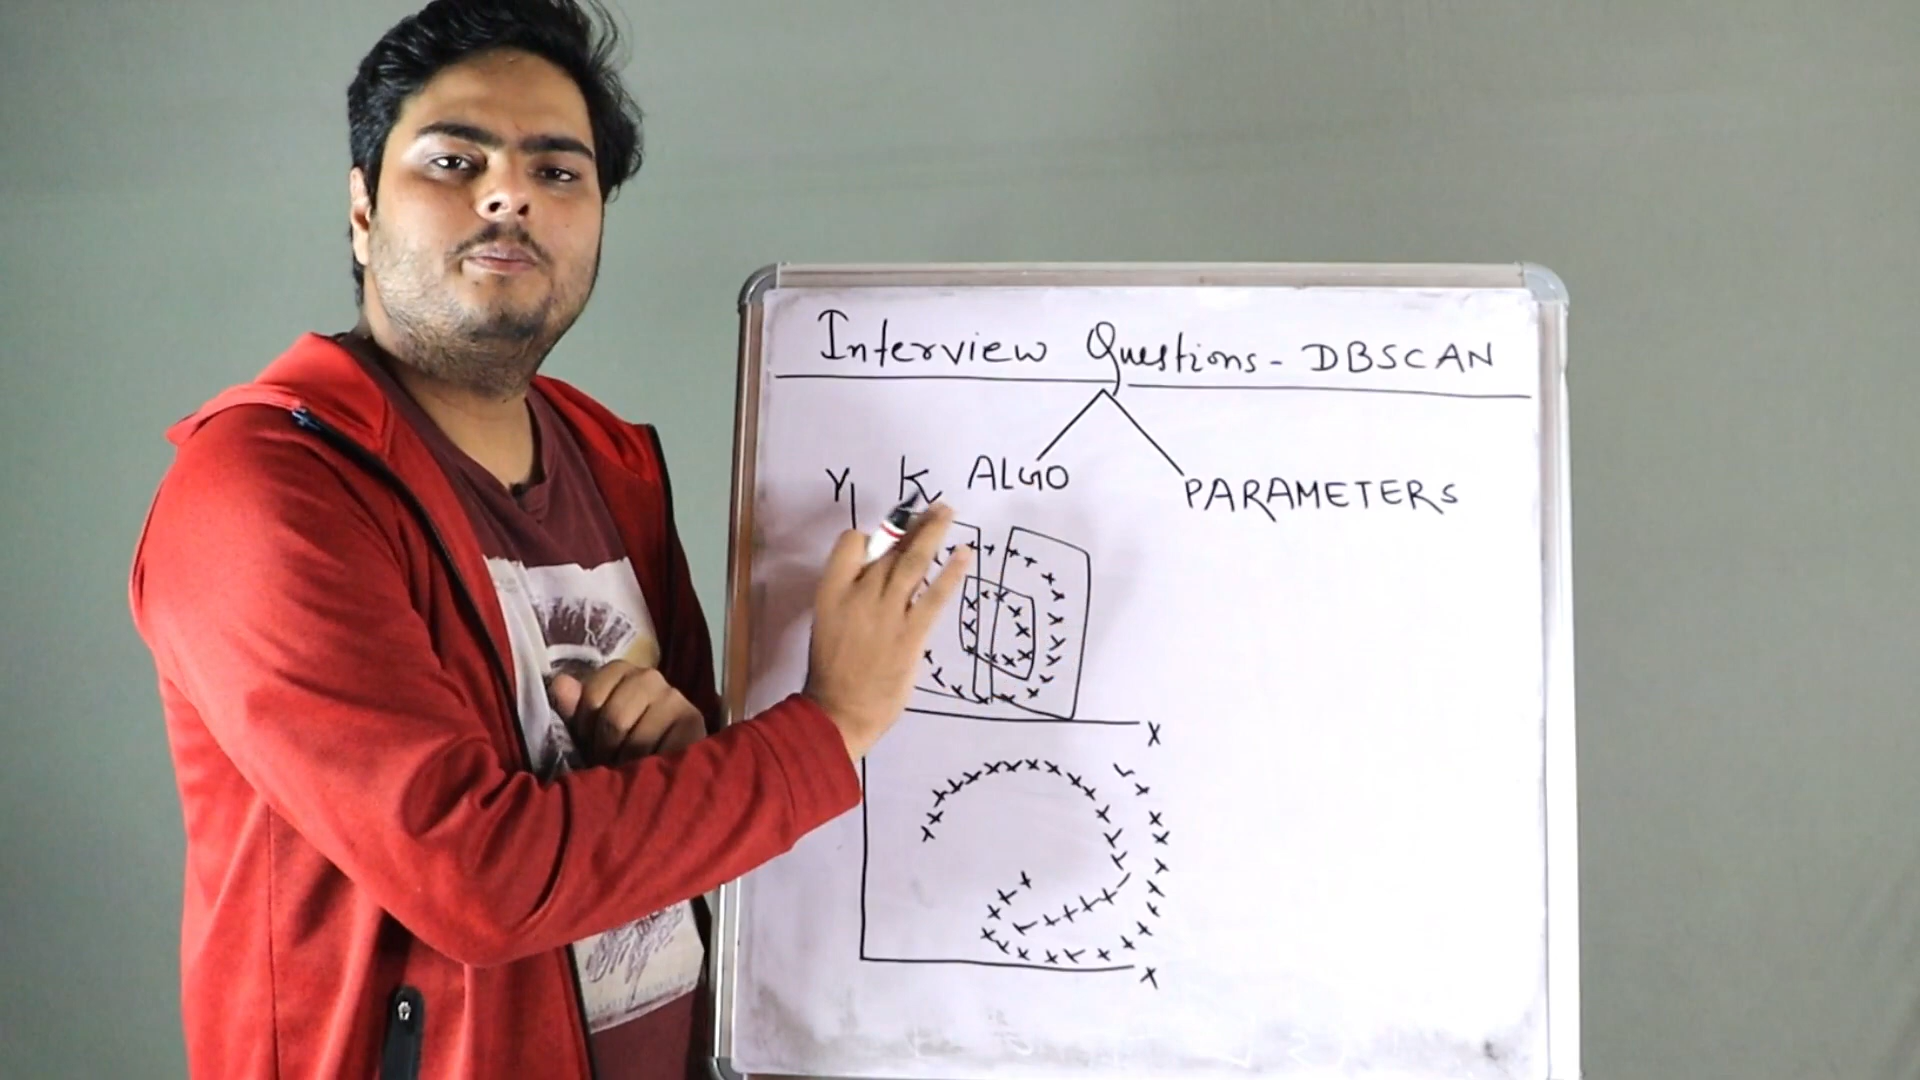 Interview Questions - DBSCAN
Y K ALGO
PARAMETERS
X
X